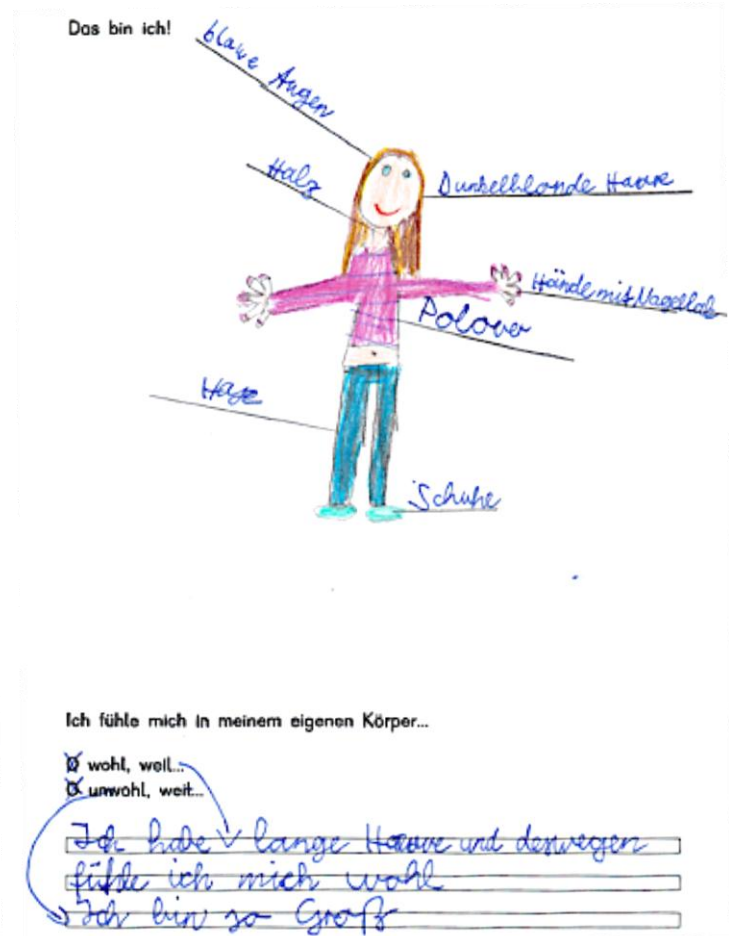 Das bin ich!
blaue Augen
Halz
Dunkelblonde Haare
Hände mit Nagellak
Polover
Hose
Schuhe
Ich fühle mich in meinem eigenen Körper...
wohl, weil...
unwohl, weil...
Ich habe lange Haare und deswegen
fühle ich mich wohl
Ich bin so Groß